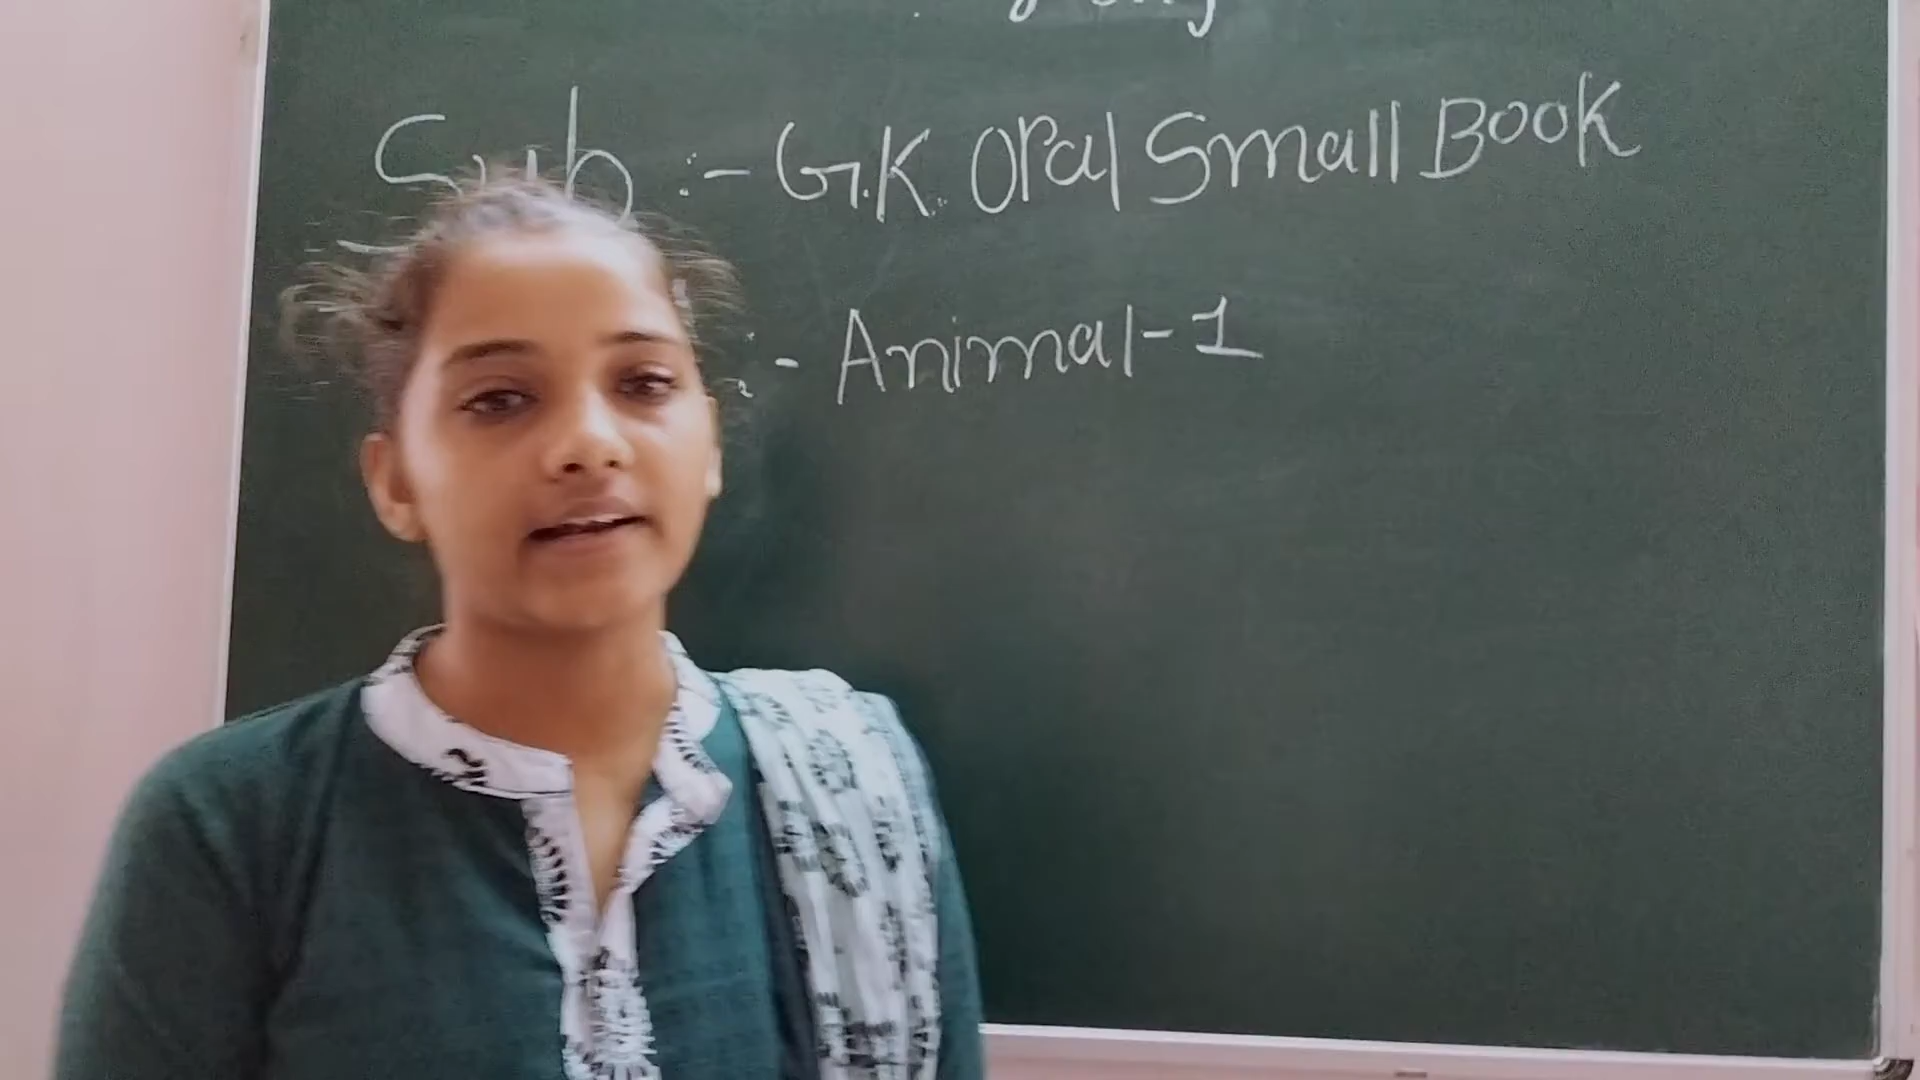 Sub :- G.K. Oral Small Book
:- Animal-1